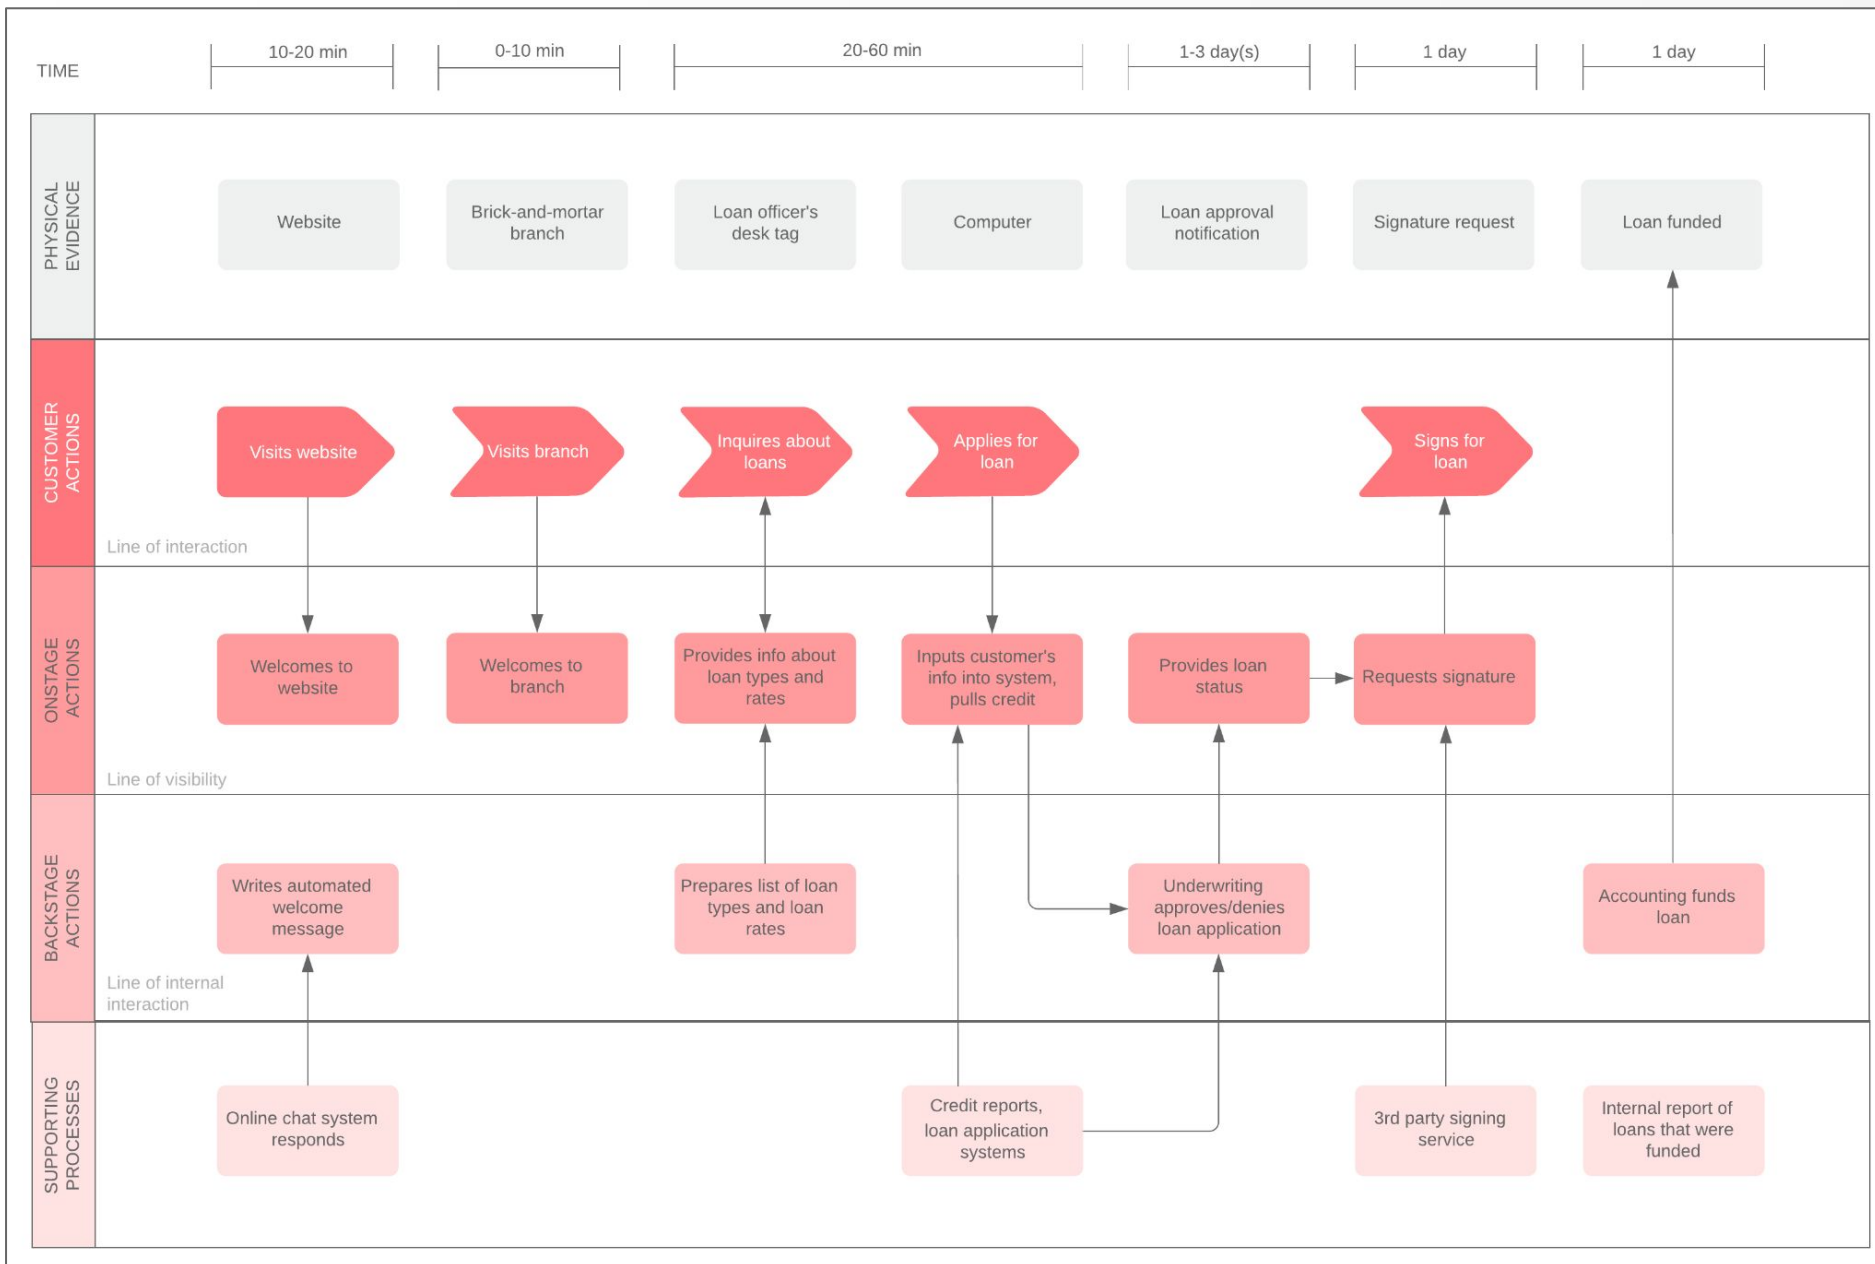 TIME
10-20 min
0-10 min
20-60 min
1-3 day(s)
1 day
1 day
PHYSICAL
EVIDENCE
Website
Brick-and-mortar
branch
Loan officer's
desk tag
Computer
Loan approval
notification
Signature request
Loan funded
CUSTOMER
ACTIONS
Visits website
Visits branch
Inquires about
loans
Applies for
loan
Signs for
loan
Line of interaction
ONSTAGE
ACTIONS
Welcomes to
website
Welcomes to
branch
Provides info about
loan types and
rates
Inputs customer's
info into system,
pulls credit
Provides loan
status
Requests signature
Line of visibility
BACKSTAGE
ACTIONS
Writes automated
welcome
message
Prepares list of loan
types and loan
rates
Underwriting
approves/denies
loan application
Accounting funds
loan
Line of internal
interaction
SUPPORTING
PROCESSES
Online chat system
responds
Credit reports,
loan application
systems
3rd party signing
service
Internal report of
loans that were
funded